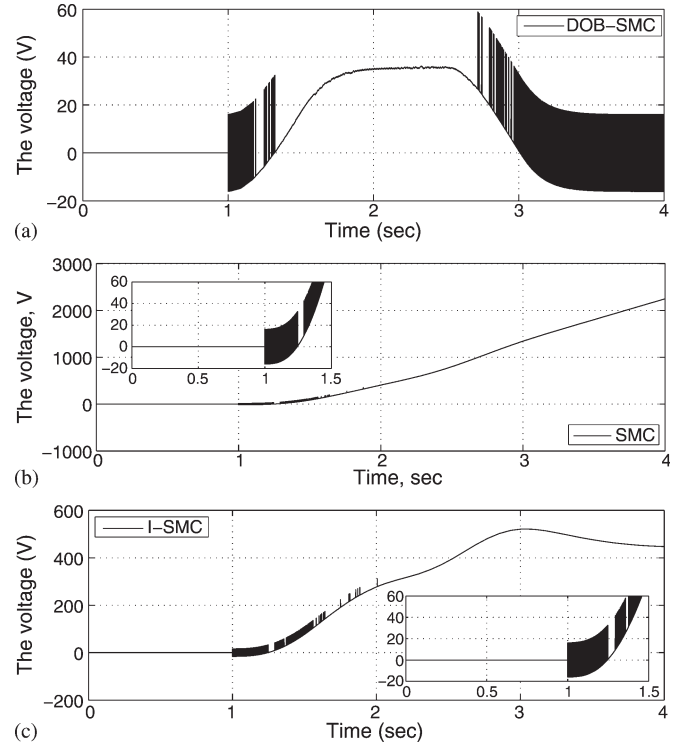 60
40
20
0
−20
The voltage (V)
DOB−SMC
0 1 2 3 4
Time (sec)
(a)
3000
2000
1000
0
−1000
The voltage, V
60
40
20
0
−20
0 0.5 1 1.5
SMC
0 1 2 3 4
Time, sec
(b)
600
400
200
0
−200
The voltage (V)
I−SMC
60
40
20
0
−20
0 0.5 1 1.5
0 1 2 3 4
Time (sec)
(c)